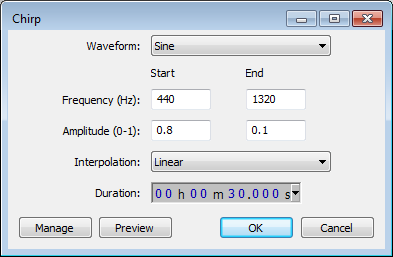 Chirp
Waveform: Sine
Start End
Frequency (Hz): 440 1320
Amplitude (0-1): 0.8 0.1
Interpolation: Linear
Duration: 00 h 00 m 30.000 s
Manage Preview OK Cancel